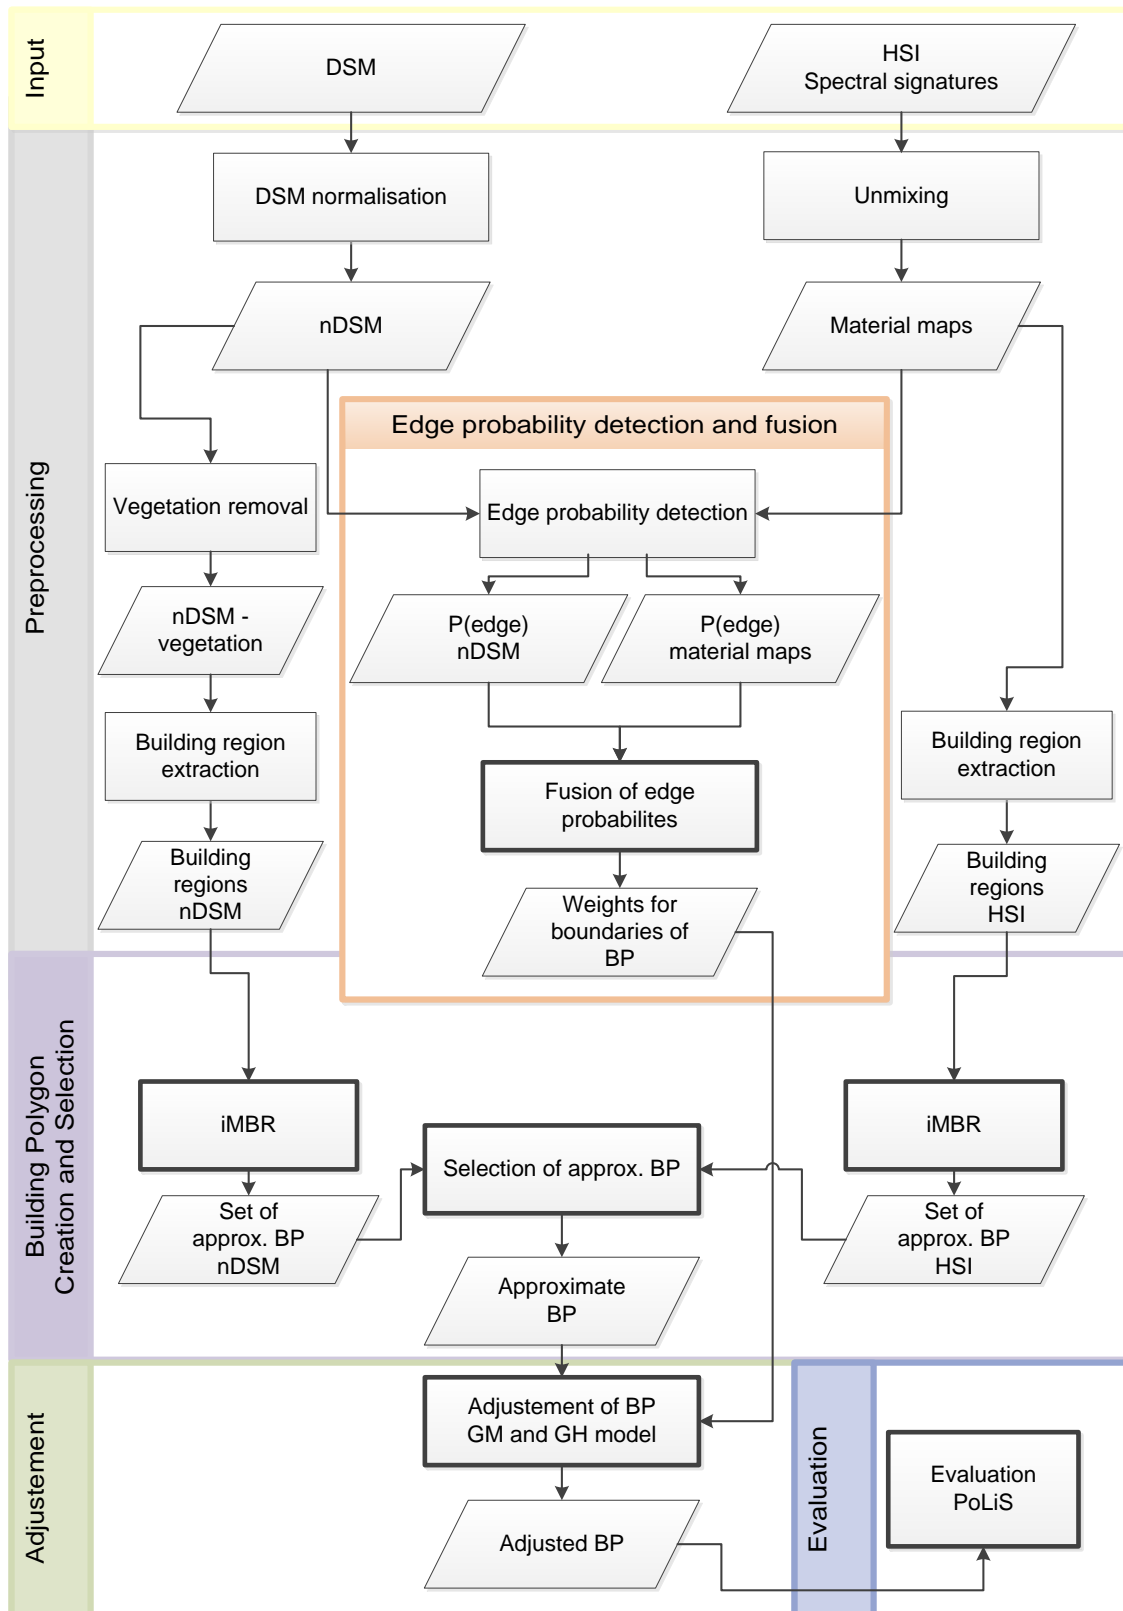 Input
DSM
HSI
Spectral signatures
Preprocessing
DSM normalisation
Unmixing
nDSM
Material maps
Edge probability detection and fusion
Vegetation removal
Edge probability detection
nDSM -
vegetation
P(edge)
nDSM
P(edge)
material maps
Building region
extraction
Building region
extraction
Fusion of edge
probabilites
Building
regions
nDSM
Building
regions
HSI
Weights for
boundaries of
BP
Building Polygon
Creation and Selection
iMBR
iMBR
Selection of approx. BP
Set of
approx. BP
nDSM
Set of
approx. BP
HSI
Approximate
BP
Adjustement
Adjustement of BP
GM and GH model
Evaluation
Evaluation
PoLiS
Adjusted BP